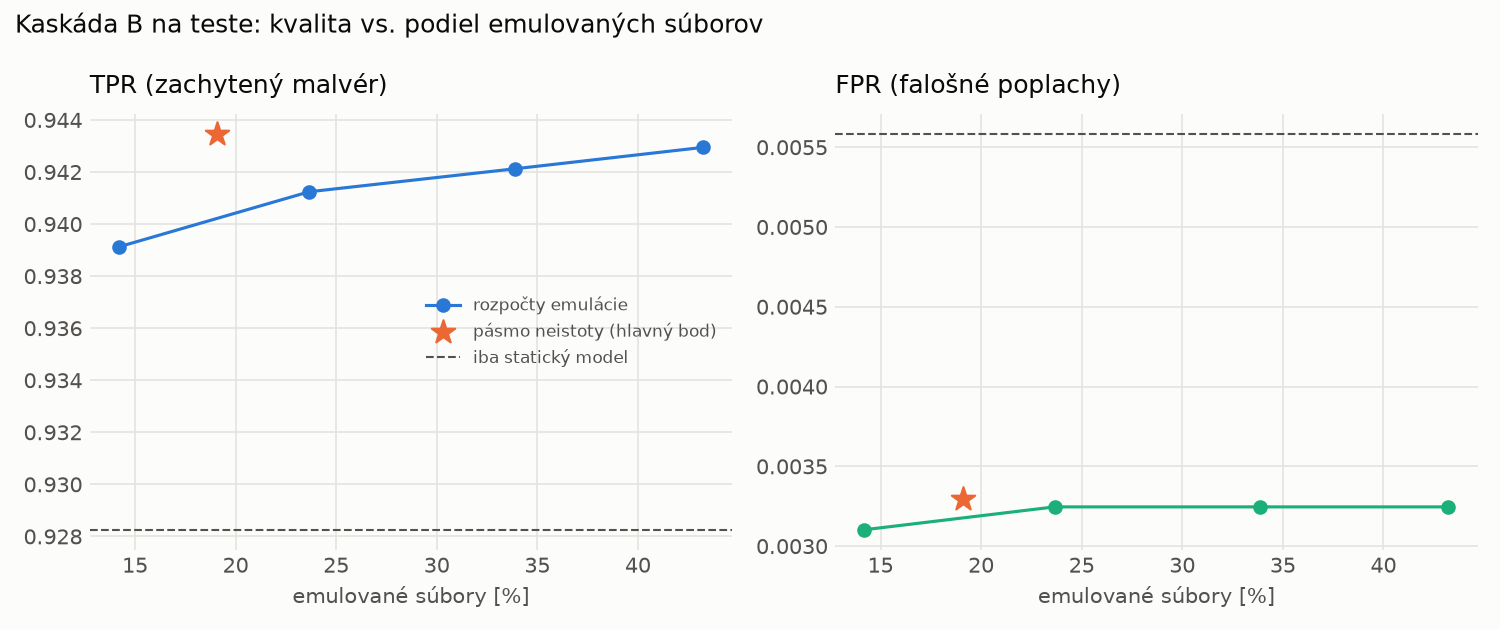 Kaskáda B na teste: kvalita vs. podiel emulovaných súborov
TPR (zachytený malvér)
0.944
0.942
0.940
0.938
0.936
0.934
0.932
0.930
0.928
rozpočty emulácie
pásmo neistoty (hlavný bod)
iba statický model
15 20 25 30 35 40
emulované súbory [%]
FPR (falošné poplachy)
0.0055
0.0050
0.0045
0.0040
0.0035
0.0030
15 20 25 30 35 40
emulované súbory [%]